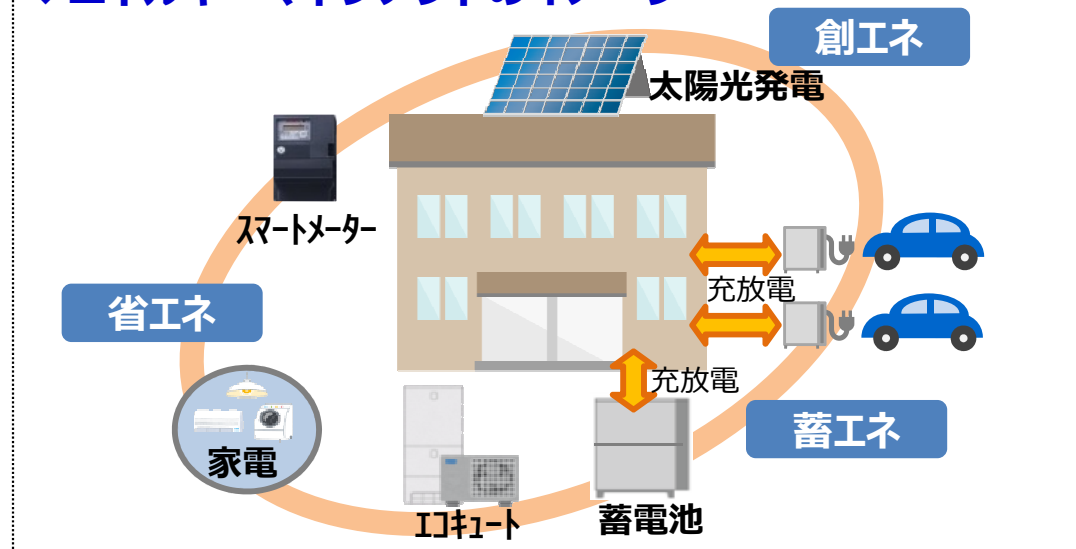 創エネ
太陽光発電
ｽﾏｰﾄﾒｰﾀｰ
充放電
省エネ
充放電
蓄エネ
家電
ｴｺｷｭｰﾄ
蓄電池